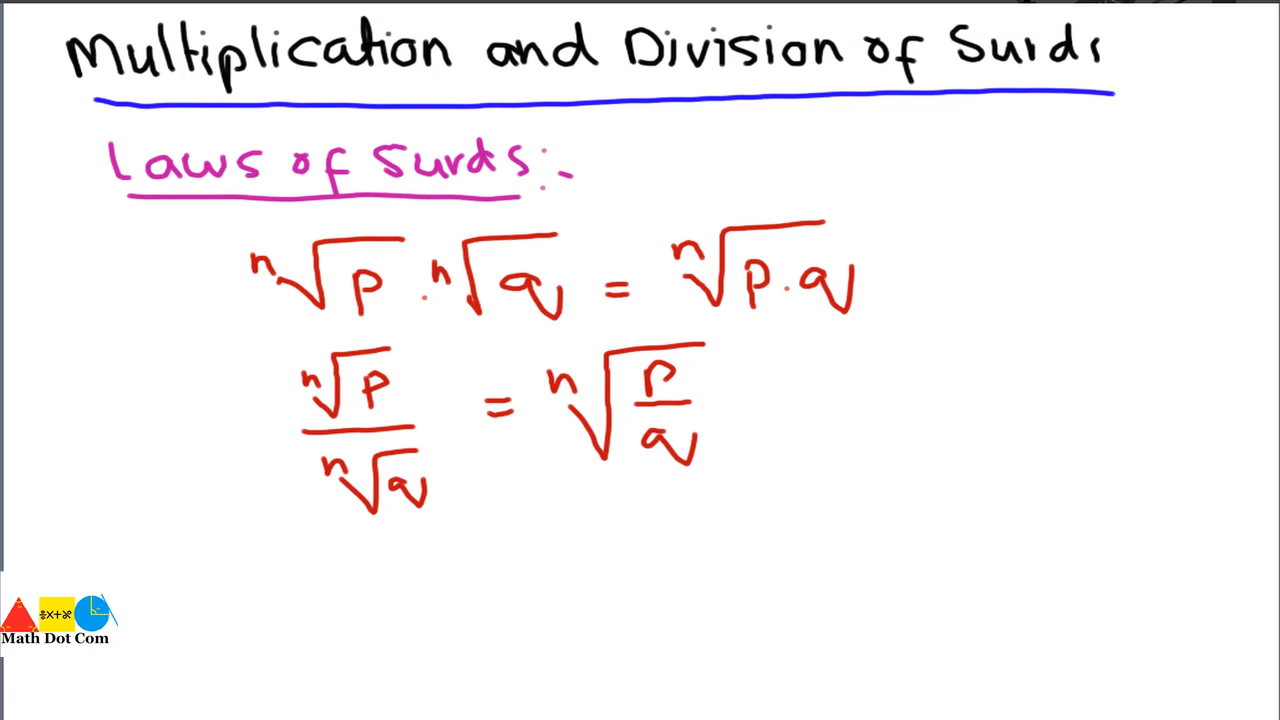 Multiplication and Division of Surds
Laws of Surds:-
ⁿ√p . ⁿ√q = ⁿ√(p.q)
ⁿ√p / ⁿ√q = ⁿ√(p/q)
÷×+
Math Dot Com